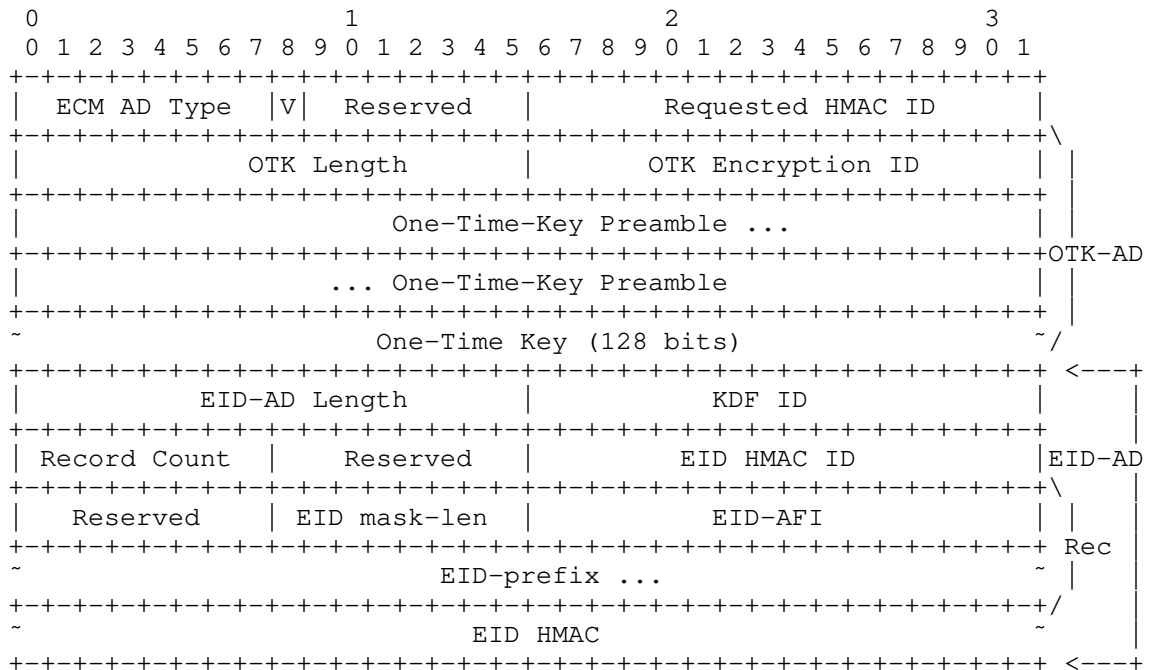 0                   1                   2                   3
 0 1 2 3 4 5 6 7 8 9 0 1 2 3 4 5 6 7 8 9 0 1 2 3 4 5 6 7 8 9 0 1
+-+-+-+-+-+-+-+-+-+-+-+-+-+-+-+-+-+-+-+-+-+-+-+-+-+-+-+-+-+-+-+-+
|  ECM AD Type  |V|  Reserved   |        Requested HMAC ID      |
+-+-+-+-+-+-+-+-+-+-+-+-+-+-+-+-+-+-+-+-+-+-+-+-+-+-+-+-+-+-+-+-+\
|              OTK Length       |       OTK Encryption ID       | |
+-+-+-+-+-+-+-+-+-+-+-+-+-+-+-+-+-+-+-+-+-+-+-+-+-+-+-+-+-+-+-+-+ |
|                       One-Time-Key Preamble ...               | |
+-+-+-+-+-+-+-+-+-+-+-+-+-+-+-+-+-+-+-+-+-+-+-+-+-+-+-+-+-+-+-+-+OTK-AD
|                   ... One-Time-Key Preamble                   | |
+-+-+-+-+-+-+-+-+-+-+-+-+-+-+-+-+-+-+-+-+-+-+-+-+-+-+-+-+-+-+-+-+ |
~                      One-Time Key (128 bits)                  ~/
+-+-+-+-+-+-+-+-+-+-+-+-+-+-+-+-+-+-+-+-+-+-+-+-+-+-+-+-+-+-+-+-+ <---+
|           EID-AD Length       |           KDF ID              |     |
+-+-+-+-+-+-+-+-+-+-+-+-+-+-+-+-+-+-+-+-+-+-+-+-+-+-+-+-+-+-+-+-+     |
| Record Count  |    Reserved   |         EID HMAC ID           |EID-AD
+-+-+-+-+-+-+-+-+-+-+-+-+-+-+-+-+-+-+-+-+-+-+-+-+-+-+-+-+-+-+-+-+\    |
|   Reserved    | EID mask-len  |           EID-AFI             | |   |
+-+-+-+-+-+-+-+-+-+-+-+-+-+-+-+-+-+-+-+-+-+-+-+-+-+-+-+-+-+-+-+-+ Rec |
~                          EID-prefix ...                       ~ |   |
+-+-+-+-+-+-+-+-+-+-+-+-+-+-+-+-+-+-+-+-+-+-+-+-+-+-+-+-+-+-+-+-+/    |
~                            EID HMAC                           ~     |
+-+-+-+-+-+-+-+-+-+-+-+-+-+-+-+-+-+-+-+-+-+-+-+-+-+-+-+-+-+-+-+-+ <---+